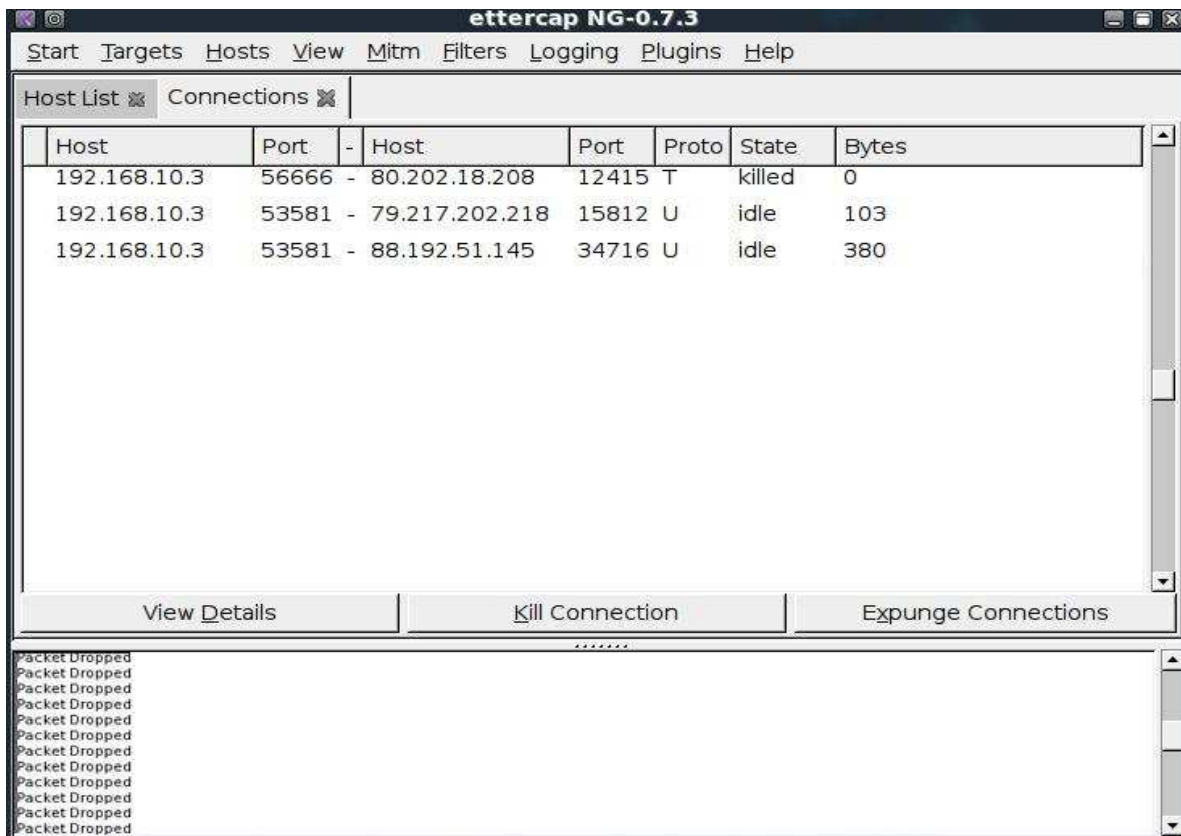 ettercap NG-0.7.3
Start Targets Hosts View Mitm Filters Logging Plugins Help
Host List Connections
Host Port - Host Port Proto State Bytes
192.168.10.3 56666 - 80.202.18.208 12415 T killed 0
192.168.10.3 53581 - 79.217.202.218 15812 U idle 103
192.168.10.3 53581 - 88.192.51.145 34716 U idle 380
View Details Kill Connection Expunge Connections
Packet Dropped
Packet Dropped
Packet Dropped
Packet Dropped
Packet Dropped
Packet Dropped
Packet Dropped
Packet Dropped
Packet Dropped
Packet Dropped
Packet Dropped
Packet Dropped